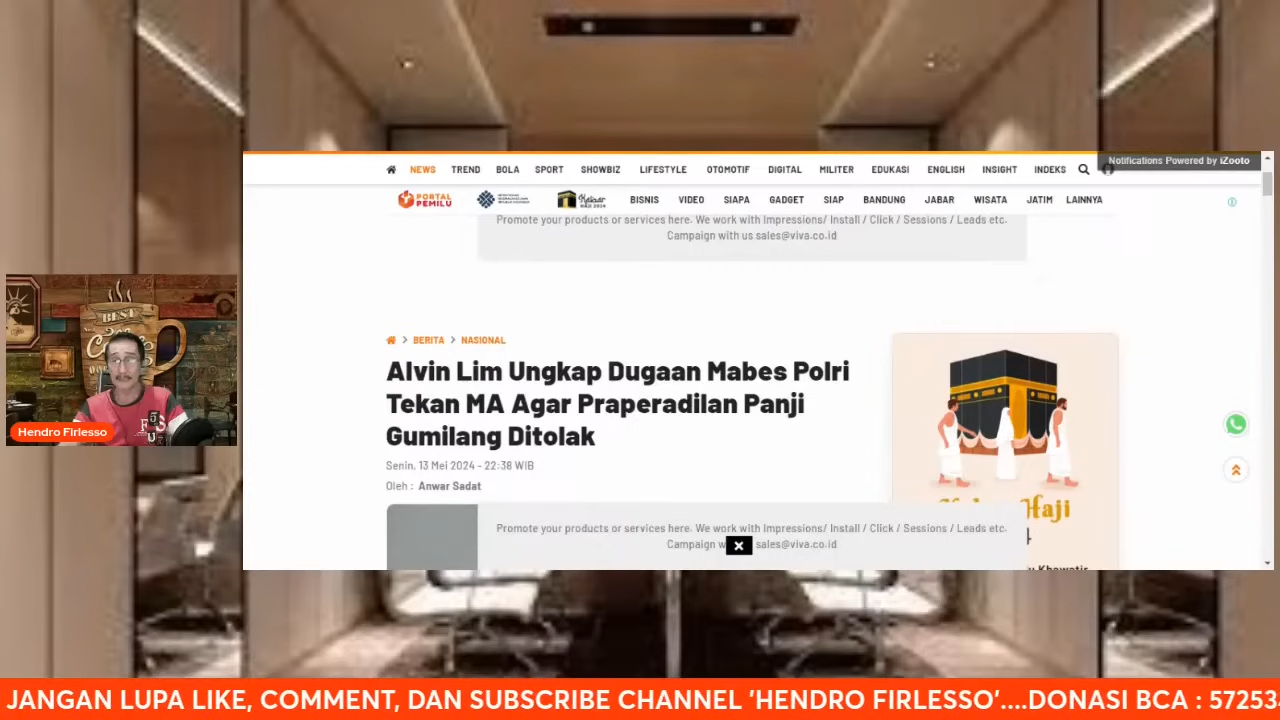 Notifications Powered by iZooto
NEWS TREND BOLA SPORT SHOWBIZ LIFESTYLE OTOMOTIF DIGITAL MILITER EDUKASI ENGLISH INSIGHT INDEKS
PORTAL PEMILU
HAJI 2024
BISNIS VIDEO SIAPA GADGET SIAP BANDUNG JABAR WISATA JATIM LAINNYA
Promote your products or services here. We work with Impressions/ Install / Click / Sessions / Leads etc.
Campaign with us sales@viva.co.id
BERITA > NASIONAL
Alvin Lim Ungkap Dugaan Mabes Polri
Tekan MA Agar Praperadilan Panji
Gumilang Ditolak
Senin, 13 Mei 2024 - 22:38 WIB
Oleh : Anwar Sadat
Promote your products or services here. We work with Impressions/ Install / Click / Sessions / Leads etc.
Campaign w sales@viva.co.id
Haji
BEST
Hendro Firlesso
JANGAN LUPA LIKE, COMMENT, DAN SUBSCRIBE CHANNEL 'HENDRO FIRLESSO'....DONASI BCA : 57253